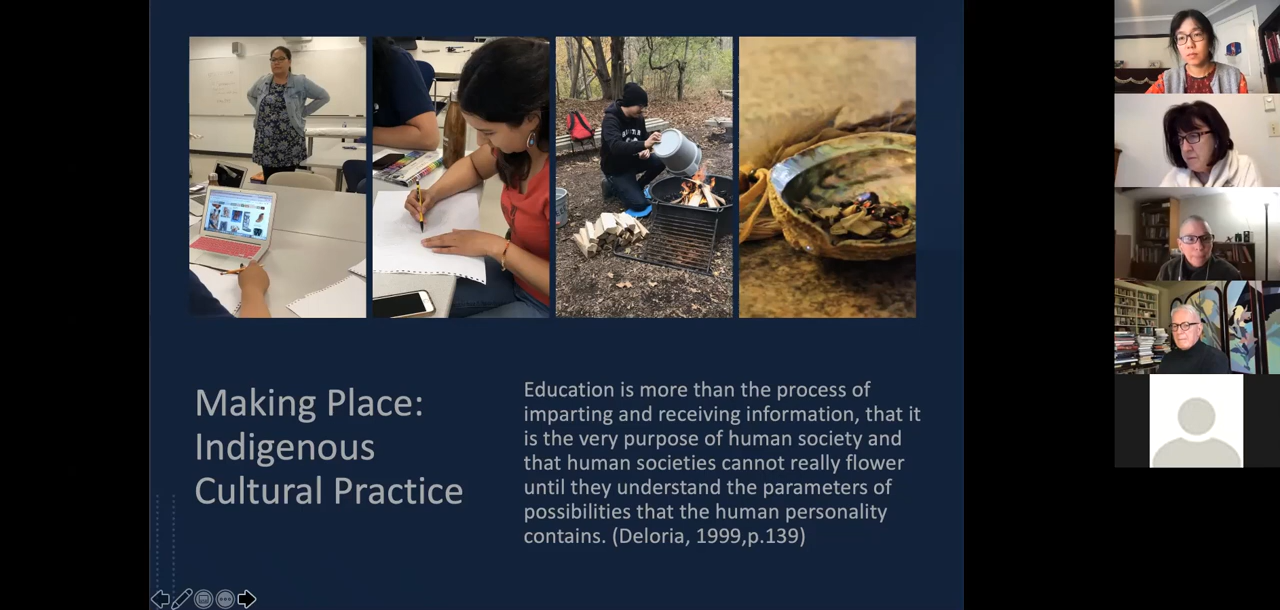 Making Place:
Indigenous
Cultural Practice
Education is more than the process of
imparting and receiving information, that it
is the very purpose of human society and
that human societies cannot really flower
until they understand the parameters of
possibilities that the human personality
contains. (Deloria, 1999,p.139)